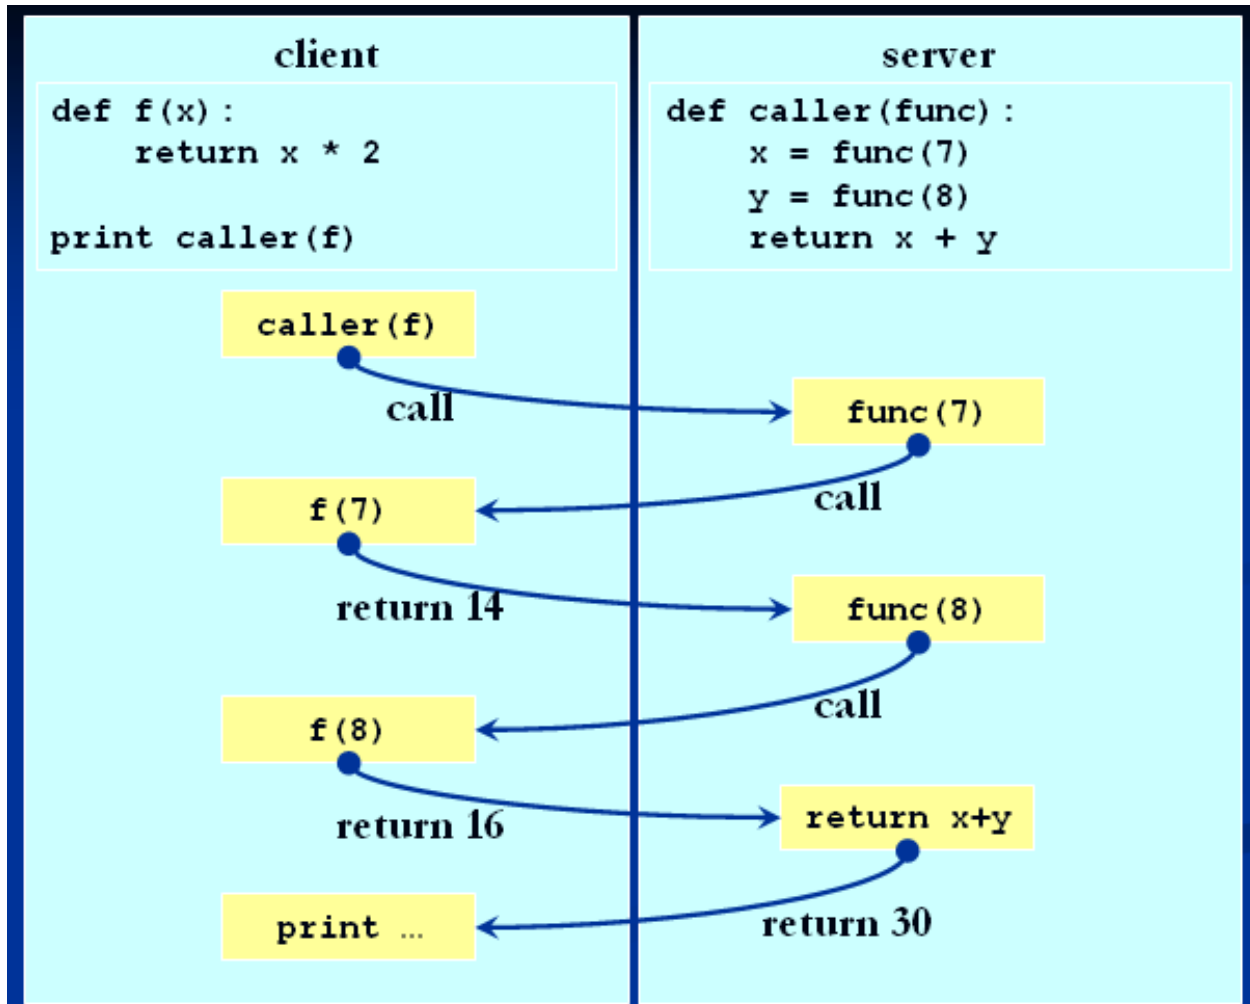 client
def f(x):
    return x * 2
print caller(f)
server
def caller(func):
    x = func(7)
    y = func(8)
    return x + y
caller(f)
call
func(7)
call
f(7)
return 14
func(8)
call
f(8)
return 16
return x+y
return 30
print …